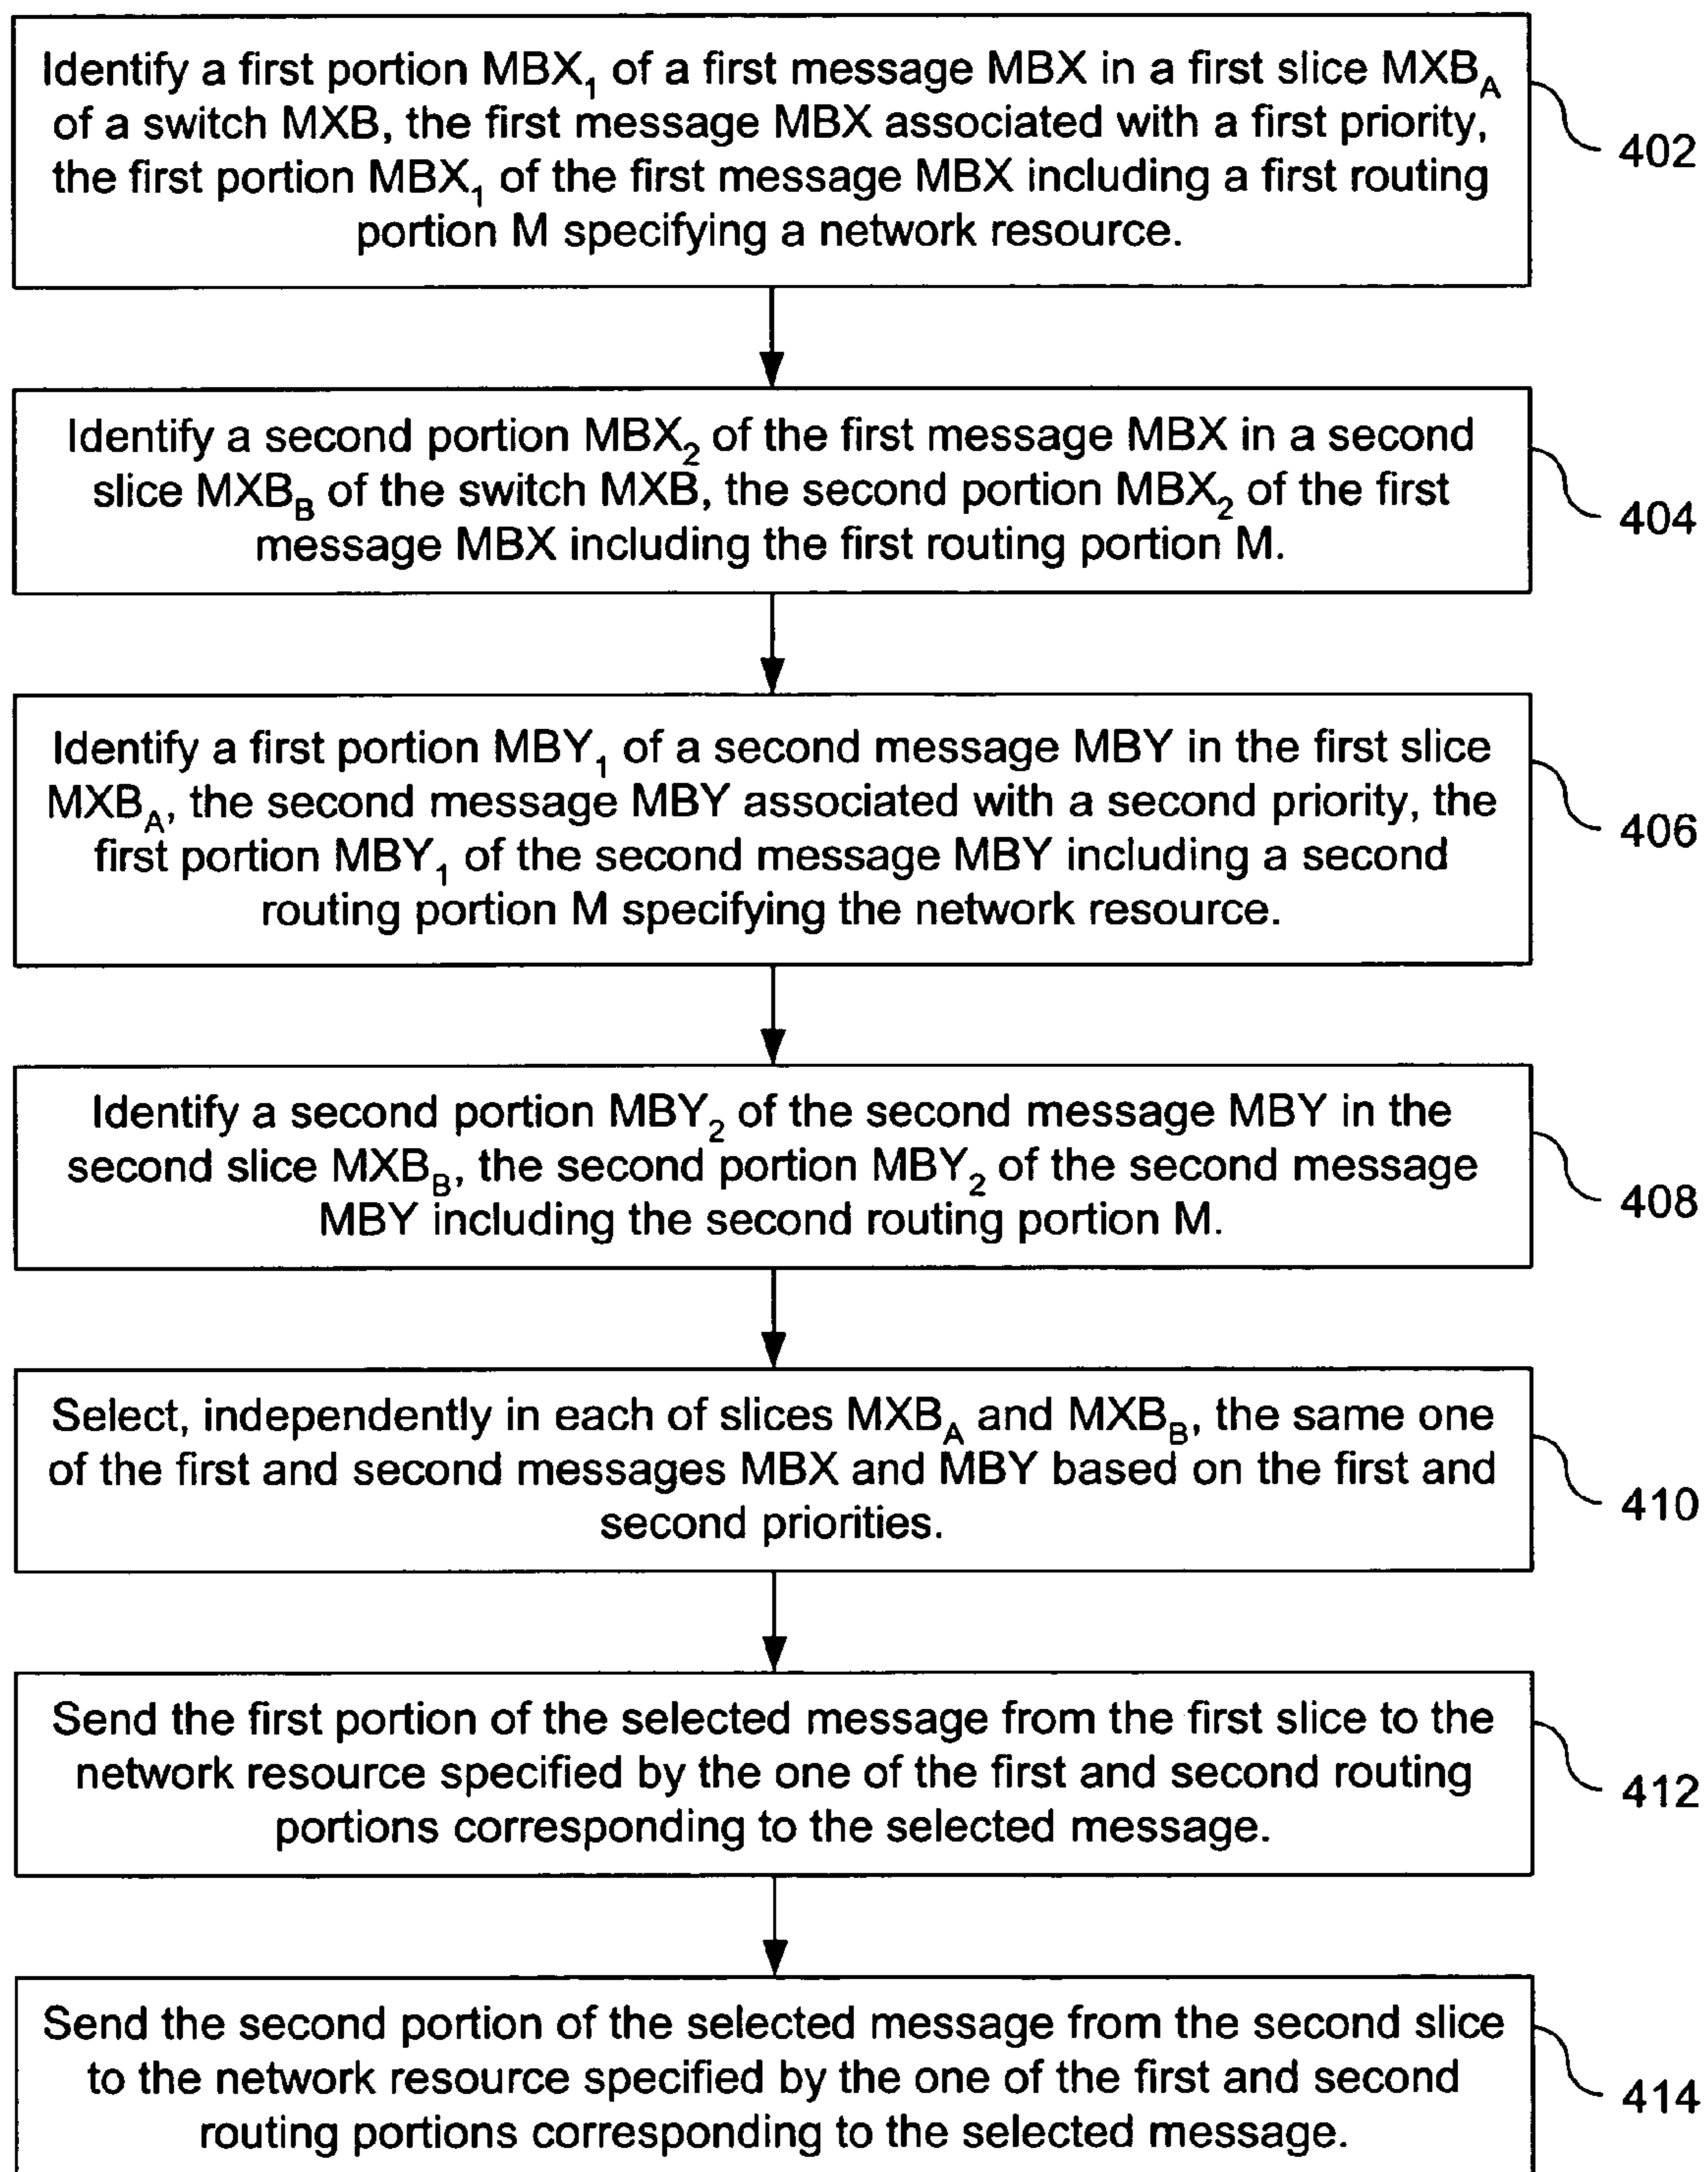 Identify a first portion MBX₁ of a first message MBX in a first slice MXB_A
of a switch MXB, the first message MBX associated with a first priority,
the first portion MBX₁ of the first message MBX including a first routing
portion M specifying a network resource.
402
Identify a second portion MBX₂ of the first message MBX in a second
slice MXB_B of the switch MXB, the second portion MBX₂ of the first
message MBX including the first routing portion M.
404
Identify a first portion MBY₁ of a second message MBY in the first slice
MXB_A, the second message MBY associated with a second priority, the
first portion MBY₁ of the second message MBY including a second
routing portion M specifying the network resource.
406
Identify a second portion MBY₂ of the second message MBY in the
second slice MXB_B, the second portion MBY₂ of the second message
MBY including the second routing portion M.
408
Select, independently in each of slices MXB_A and MXB_B, the same one
of the first and second messages MBX and MBY based on the first and
second priorities.
410
Send the first portion of the selected message from the first slice to the
network resource specified by the one of the first and second routing
portions corresponding to the selected message.
412
Send the second portion of the selected message from the second slice
to the network resource specified by the one of the first and second
routing portions corresponding to the selected message.
414